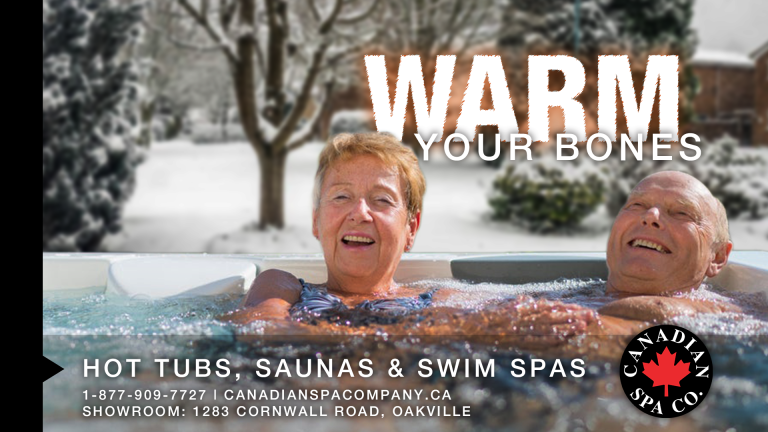 WARM
YOUR BONES
HOT TUBS, SAUNAS & SWIM SPAS
1-877-909-7727 | CANADIANSPACOMPANY.CA
SHOWROOM: 1283 CORNWALL ROAD, OAKVILLE
CANADIAN
SPA CO.